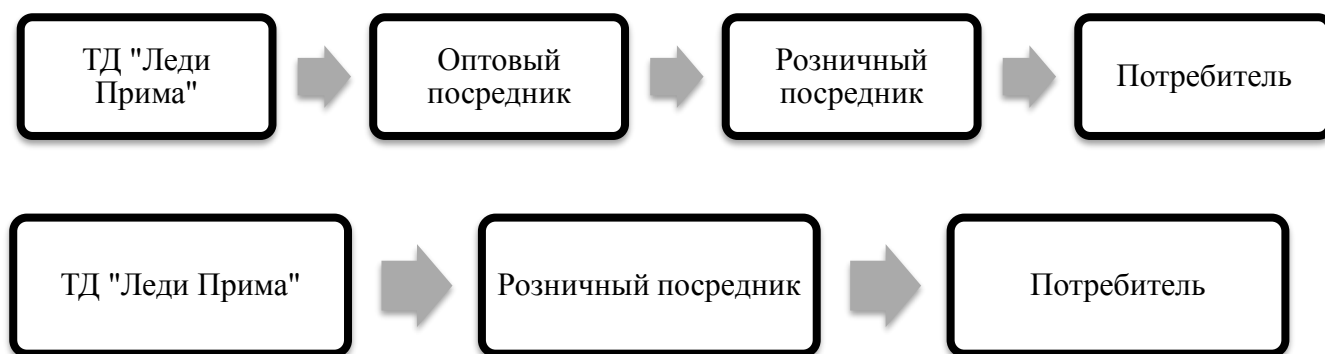 ТД "Леди
Прима"
Оптовый
посредник
Розничный
посредник
Потребитель
ТД "Леди Прима"
Розничный посредник
Потребитель